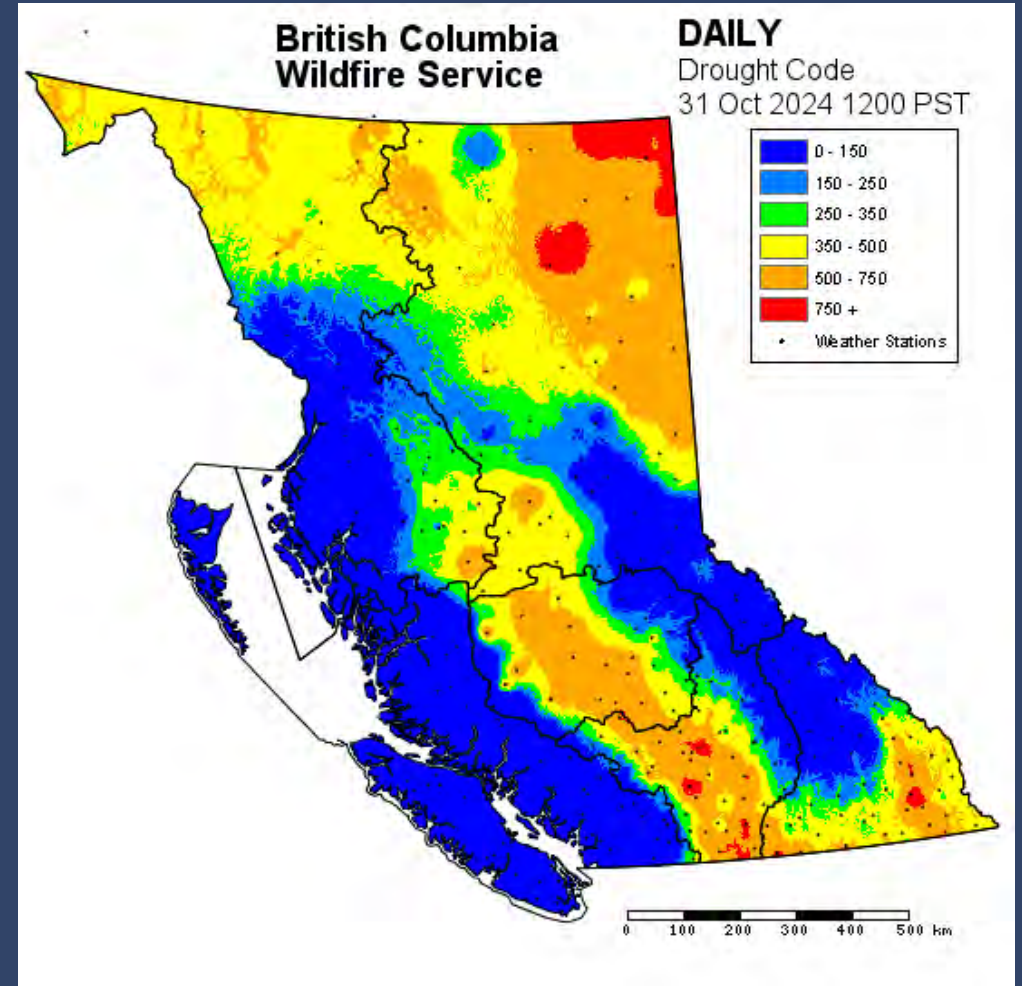 British Columbia
Wildfire Service
DAILY
Drought Code
31 Oct 2024 1200 PST
0 - 150
150 - 250
250 - 350
350 - 500
500 - 750
750 +
Weather Stations
0 100 200 300 400 500 km